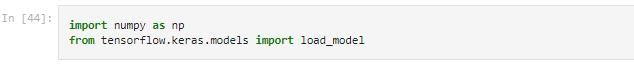 In [44]:
import numpy as np
from tensorflow.keras.models import load_model